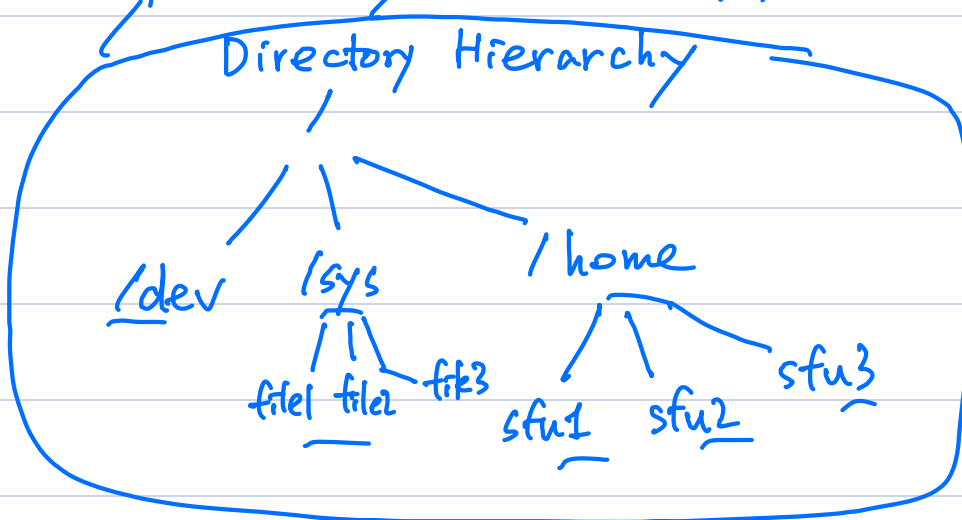 Directory Hierarchy
/
/dev /sys /home
file1 file2 file3 sfu1 sfu2 sfu3